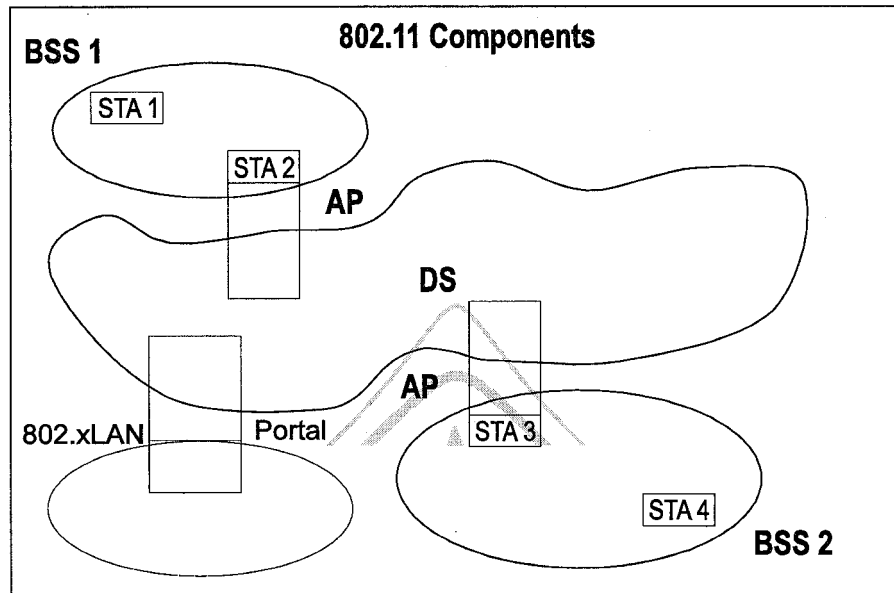 802.11 Components
BSS 1
STA 1
STA 2
AP
DS
AP
802.xLAN
Portal
STA 3
STA 4
BSS 2